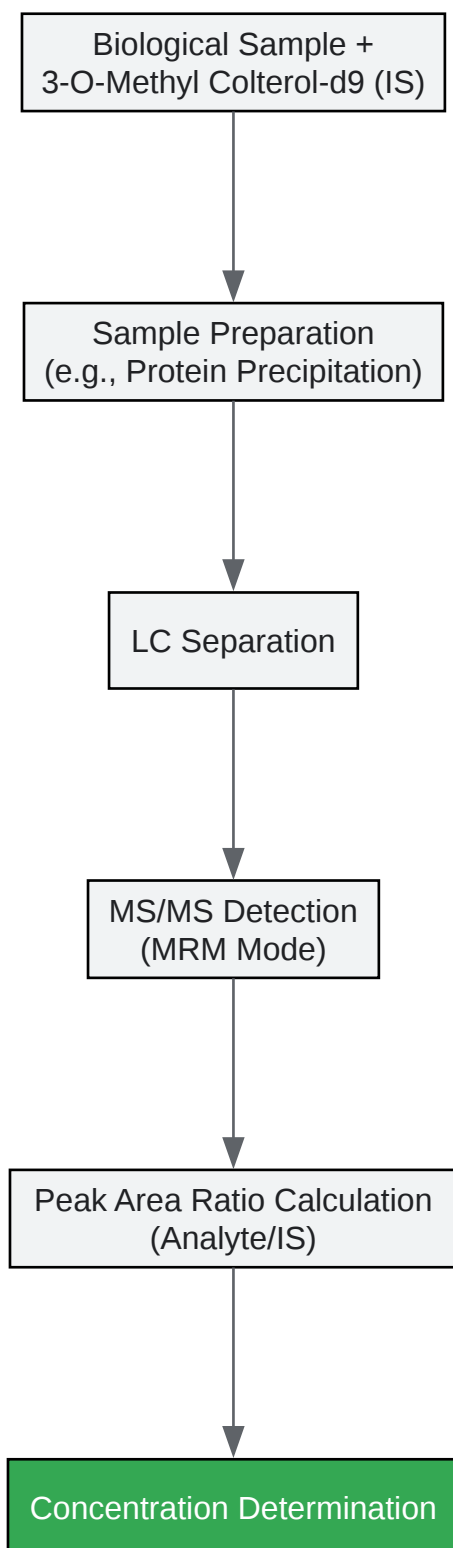 Biological Sample +
3-O-Methyl Colterol-d9 (IS)
Sample Preparation
(e.g., Protein Precipitation)
LC Separation
MS/MS Detection
(MRM Mode)
Peak Area Ratio Calculation
(Analyte/IS)
Concentration Determination